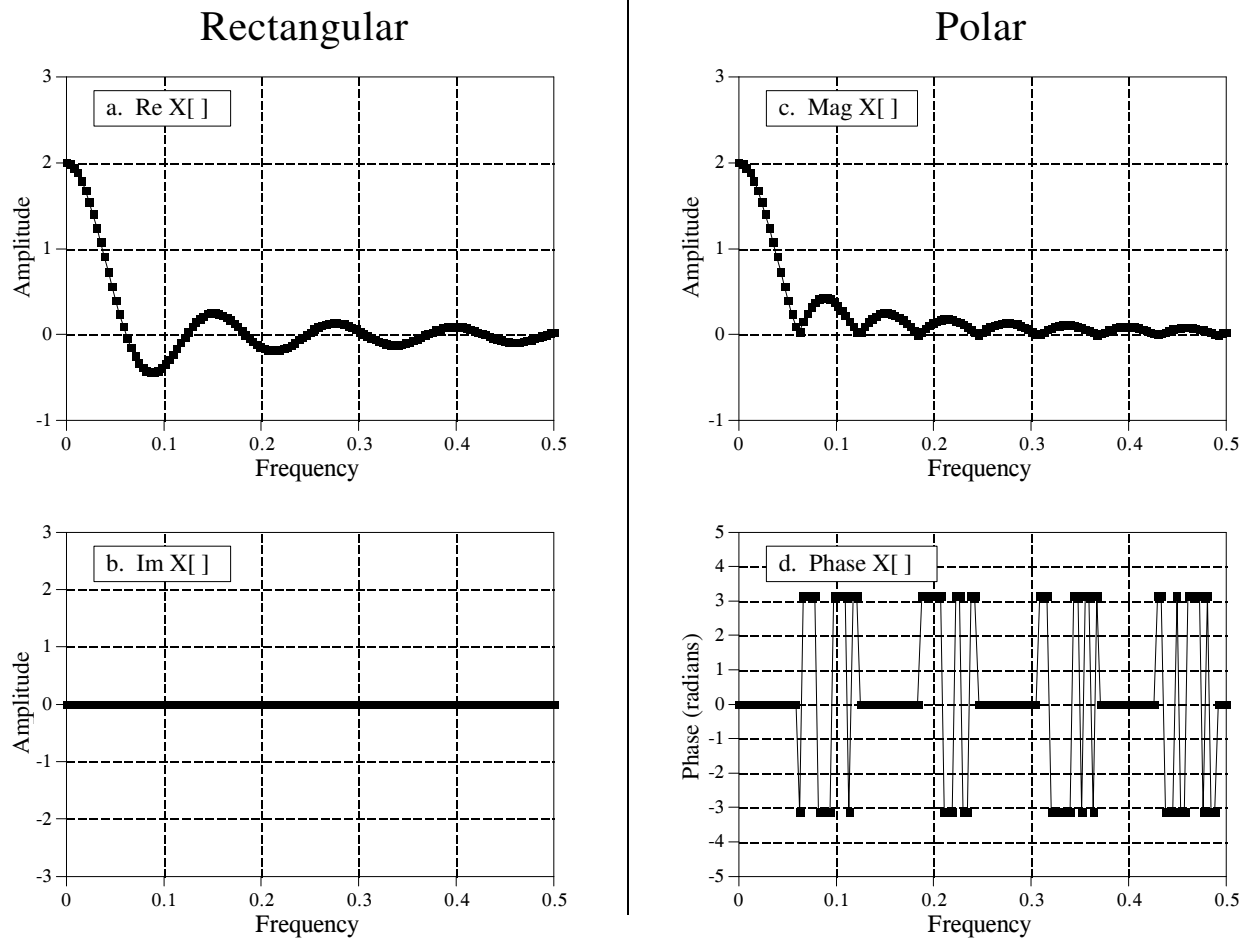 Rectangular
Polar
3
2
1
0
-1
Amplitude
a. Re X[ ]
0 0.1 0.2 0.3 0.4 0.5
Frequency
3
2
1
0
-1
Amplitude
c. Mag X[ ]
0 0.1 0.2 0.3 0.4 0.5
Frequency
3
2
1
0
-1
-2
-3
Amplitude
b. Im X[ ]
0 0.1 0.2 0.3 0.4 0.5
Frequency
5
4
3
2
1
0
-1
-2
-3
-4
-5
Phase (radians)
d. Phase X[ ]
0 0.1 0.2 0.3 0.4 0.5
Frequency